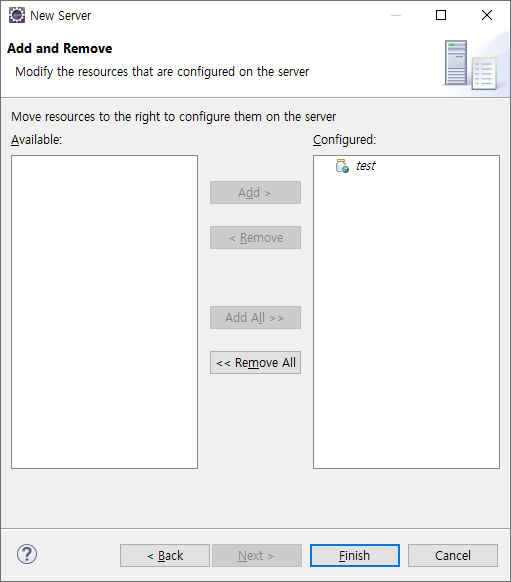 New Server
Add and Remove
Modify the resources that are configured on the server
Move resources to the right to configure them on the server
Available:
Configured:
test
Add >
< Remove
Add All >>
<< Remove All
?
< Back
Next >
Finish
Cancel